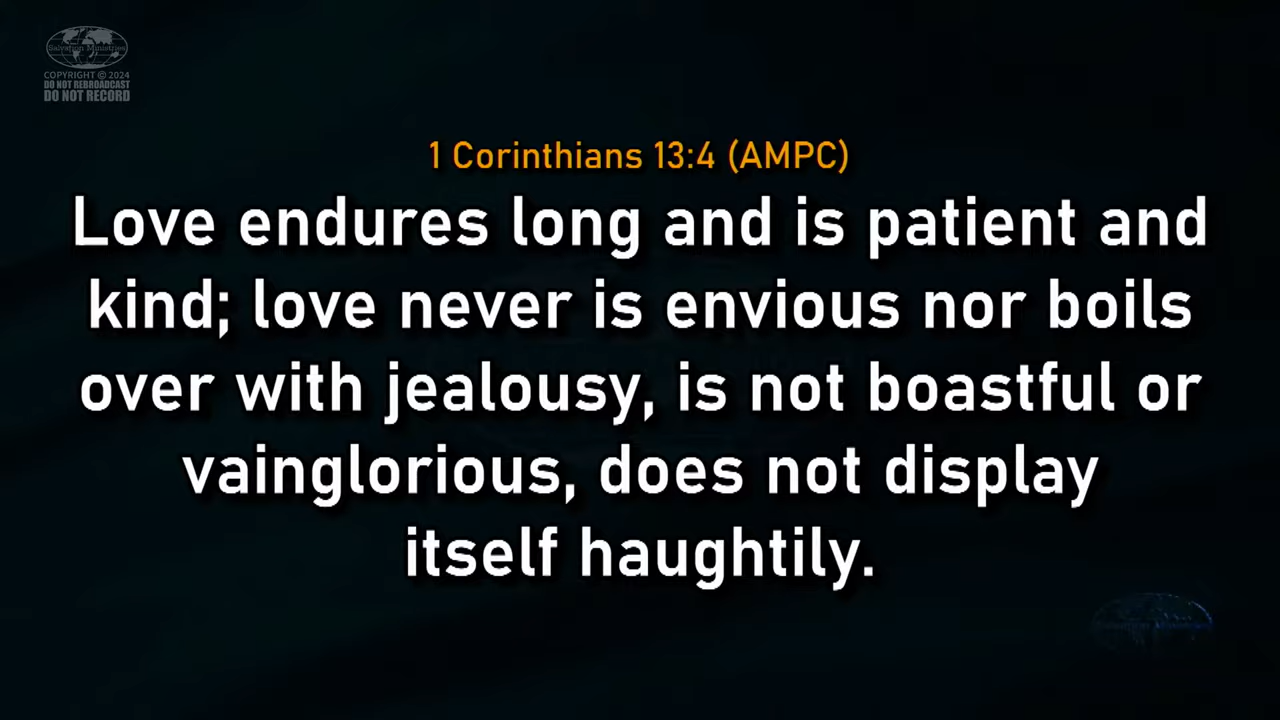 Salvation Ministries
COPYRIGHT © 2024
DO NOT REBROADCAST
DO NOT RECORD
1 Corinthians 13:4 (AMPC)
Love endures long and is patient and
kind; love never is envious nor boils
over with jealousy, is not boastful or
vainglorious, does not display
itself haughtily.